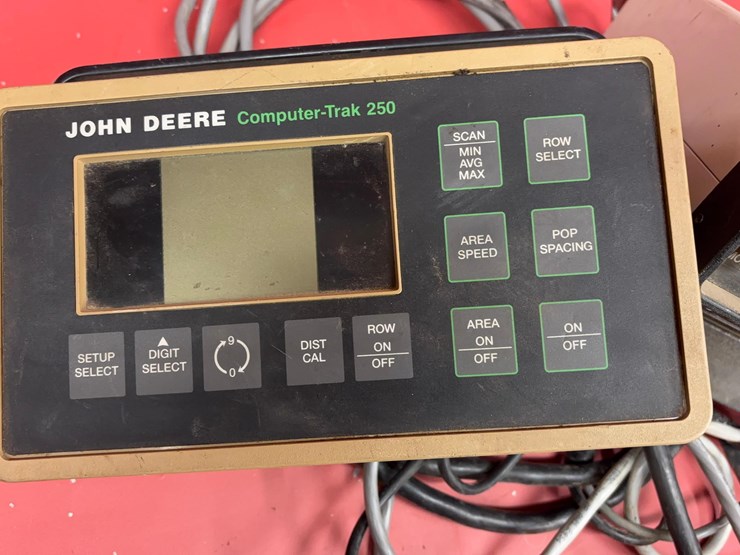 JOHN DEERE Computer-Trak 250
SCAN
MIN
AVG
MAX
ROW
SELECT
AREA
SPEED
POP
SPACING
SETUP
SELECT
DIGIT
SELECT
9
0
DIST
CAL
ROW
ON
OFF
AREA
ON
OFF
ON
OFF